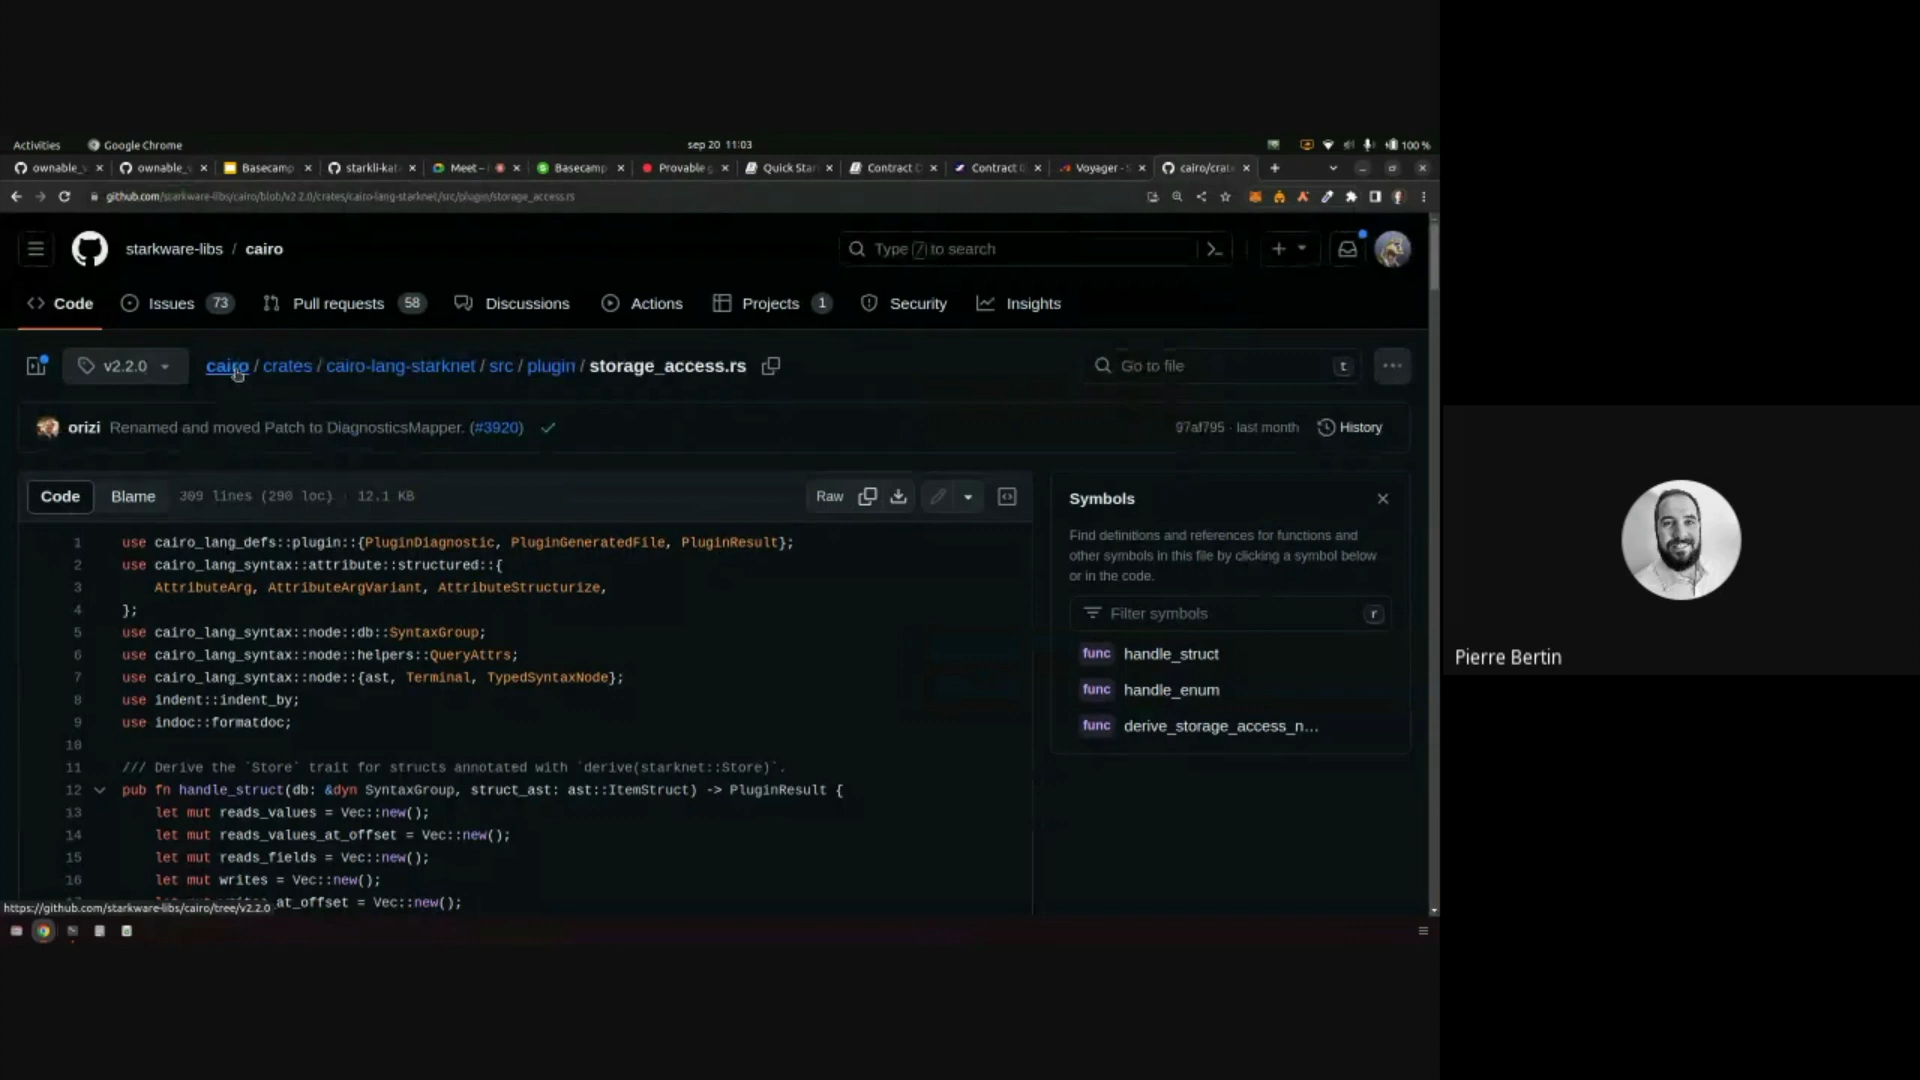 Activities Google Chrome sep 20 11:03 100 %
ownable_ ownable_ Basecamp starkli-kat Meet – Basecamp Provable Quick Star Contract D Contract 0 Voyager - S cairo/crat
github.com/starkware-libs/cairo/blob/v2.2.0/crates/cairo-lang-starknet/src/plugin/storage_access.rs
starkware-libs / cairo
Type / to search
Code Issues 73 Pull requests 58 Discussions Actions Projects 1 Security Insights
v2.2.0 cairo / crates / cairo-lang-starknet / src / plugin / storage_access.rs
Go to file t
orizi Renamed and moved Patch to DiagnosticsMapper. (#3920)
97af795 · last month History
Code Blame 309 lines (290 loc) · 12.1 KB Raw
1 use cairo_lang_defs::plugin::{PluginDiagnostic, PluginGeneratedFile, PluginResult};
2 use cairo_lang_syntax::attribute::structured::{
3 AttributeArg, AttributeArgVariant, AttributeStructurize,
4 };
5 use cairo_lang_syntax::node::db::SyntaxGroup;
6 use cairo_lang_syntax::node::helpers::QueryAttrs;
7 use cairo_lang_syntax::node::{ast, Terminal, TypedSyntaxNode};
8 use indent::indent_by;
9 use indoc::formatdoc;
10
11 /// Derive the `Store` trait for structs annotated with `derive(starknet::Store)`.
12 pub fn handle_struct(db: &dyn SyntaxGroup, struct_ast: ast::ItemStruct) -> PluginResult {
13 let mut reads_values = Vec::new();
14 let mut reads_values_at_offset = Vec::new();
15 let mut reads_fields = Vec::new();
16 let mut writes = Vec::new();
at_offset = Vec::new();
https://github.com/starkware-libs/cairo/tree/v2.2.0
Symbols
Find definitions and references for functions and
other symbols in this file by clicking a symbol below
or in the code.
Filter symbols r
func handle_struct
func handle_enum
func derive_storage_access_n…
Pierre Bertin